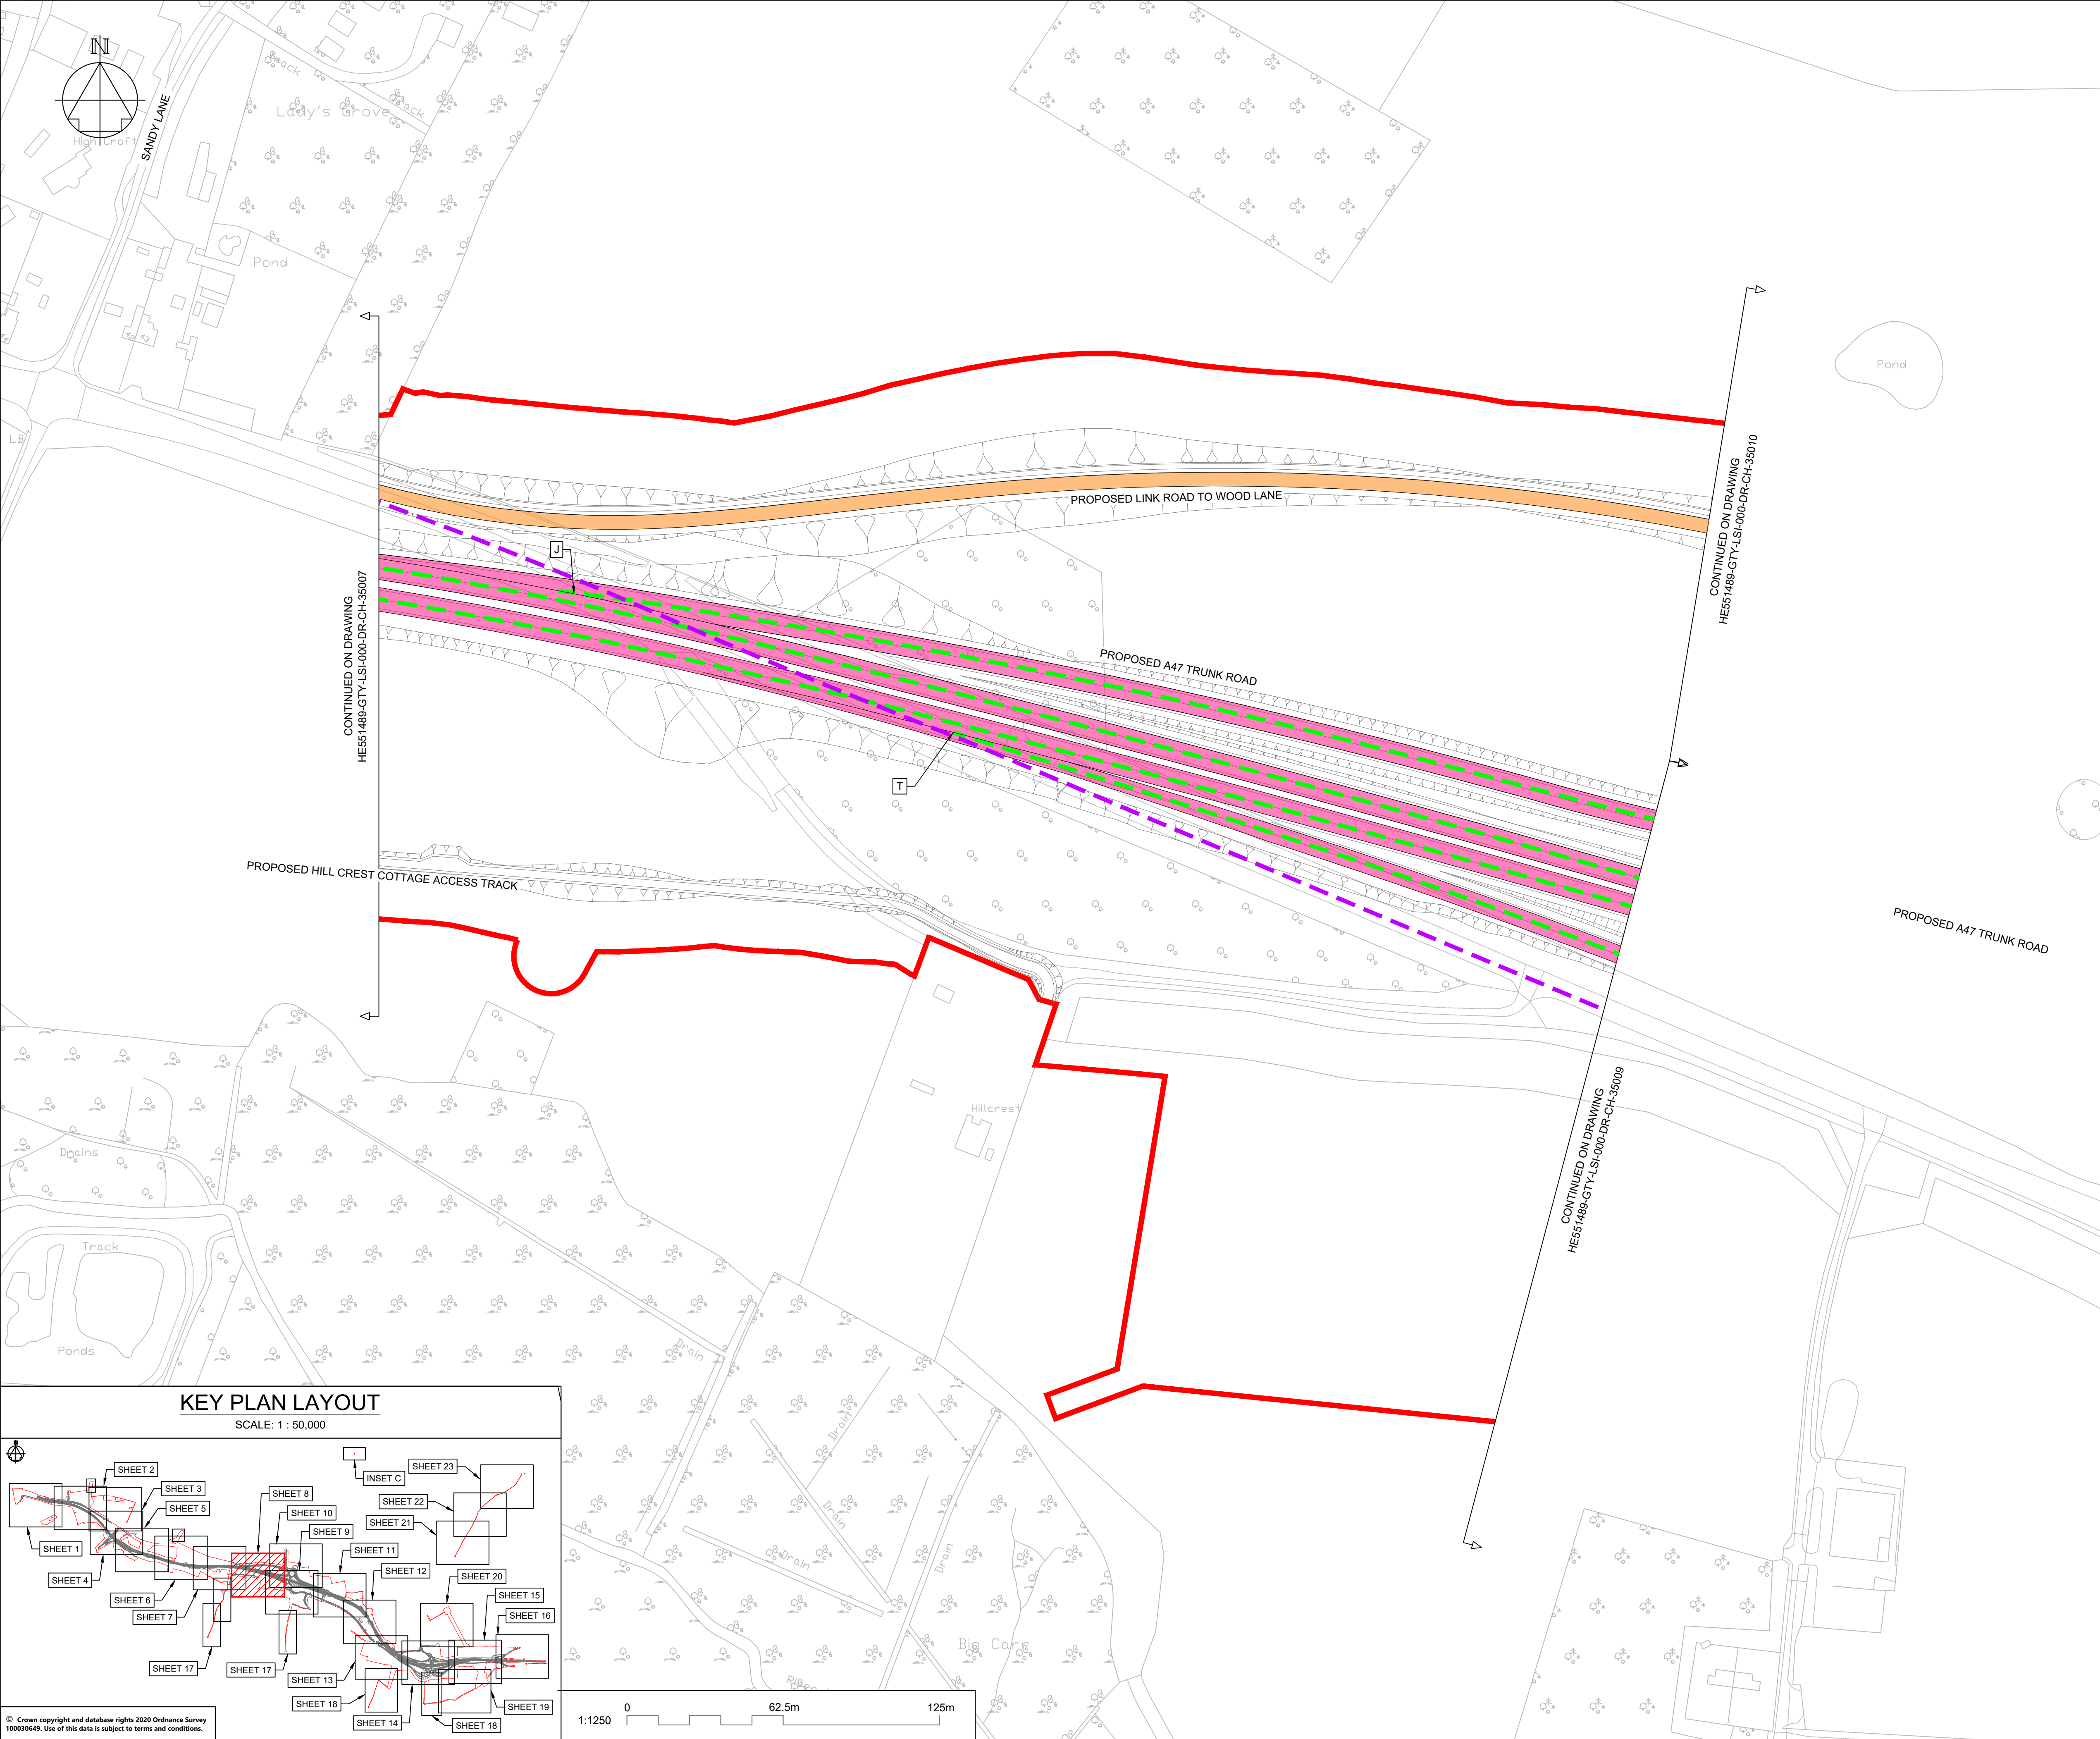 N
SANDY LANE
High Croft
Track
Track
Lady's Grove
Pond
42
43
LB
Pond
CONTINUED ON DRAWING
HE551489-GTY-LSI-000-DR-CH-35007
CONTINUED ON DRAWING
HE551489-GTY-LSI-000-DR-CH-35010
PROPOSED LINK ROAD TO WOOD LANE
J
PROPOSED A47 TRUNK ROAD
T
PROPOSED HILL CREST COTTAGE ACCESS TRACK
PROPOSED A47 TRUNK ROAD
CONTINUED ON DRAWING
HE551489-GTY-LSI-000-DR-CH-35009
Hillcrest
Drains
Track
Ponds
Drain
Drain
Drain
Drain
Drain
Big Carr
KEY PLAN LAYOUT
SCALE: 1 : 50,000
SHEET 2
SHEET 3
SHEET 5
SHEET 1
SHEET 4
SHEET 6
SHEET 7
SHEET 8
SHEET 10
SHEET 9
SHEET 11
SHEET 12
INSET C
SHEET 23
SHEET 22
SHEET 21
SHEET 20
SHEET 15
SHEET 16
SHEET 17
SHEET 17
SHEET 13
SHEET 18
SHEET 14
SHEET 18
SHEET 19
© Crown copyright and database rights 2020 Ordnance Survey
100030649. Use of this data is subject to terms and conditions.
1:1250
0
62.5m
125m